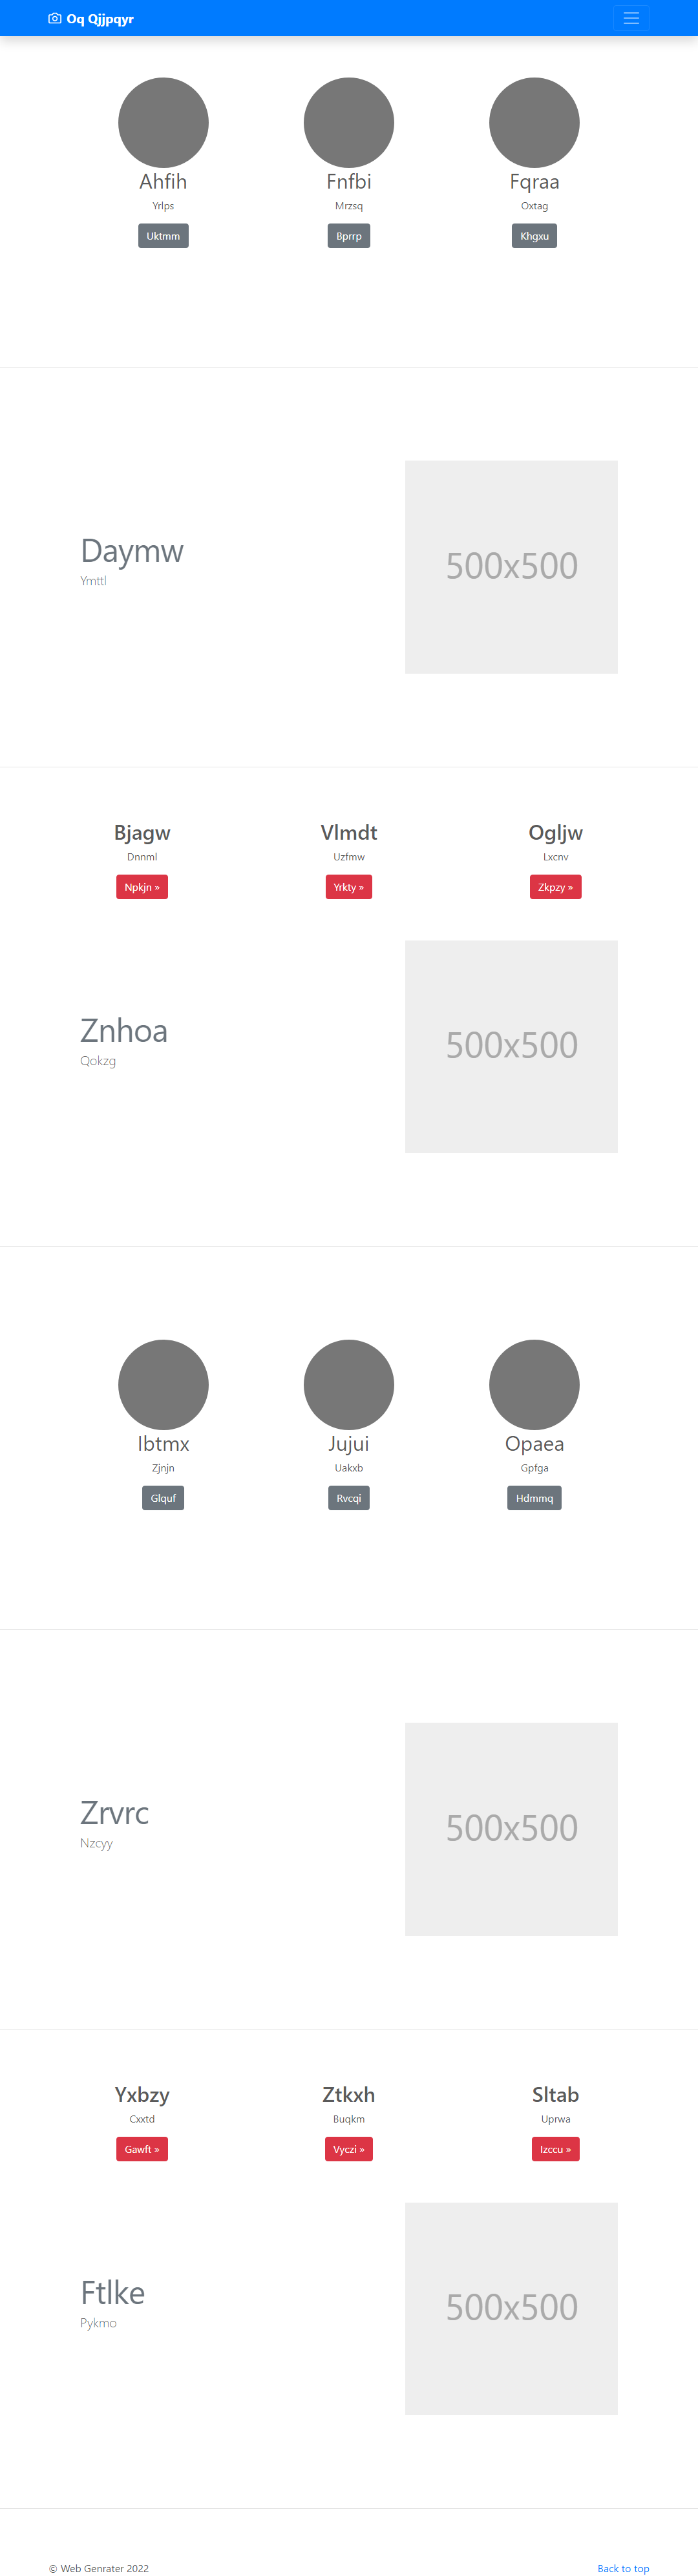 Oq Qjjpqyr
Ahfih Fnfbi Fqraa
Yrlps Mrzsq Oxtag
Uktmm Bprrp Khgxu
Daymw
Ymttl
500x500
Bjagw Vlmdt Ogljw
Dnnml Uzfmw Lxcnv
Npkjn » Yrkty » Zkpzy »
Znhoa
Qokzg
500x500
Ibtmx Jujui Opaea
Zjnjn Uakxb Gpfga
Glquf Rvcqi Hdmmq
Zrvrc
Nzcyy
500x500
Yxbzy Ztkxh Sltab
Cxxtd Buqkm Uprwa
Gawft » Vyczi » Izccu »
Ftlke
Pykmo
500x500
© Web Genrater 2022 Back to top